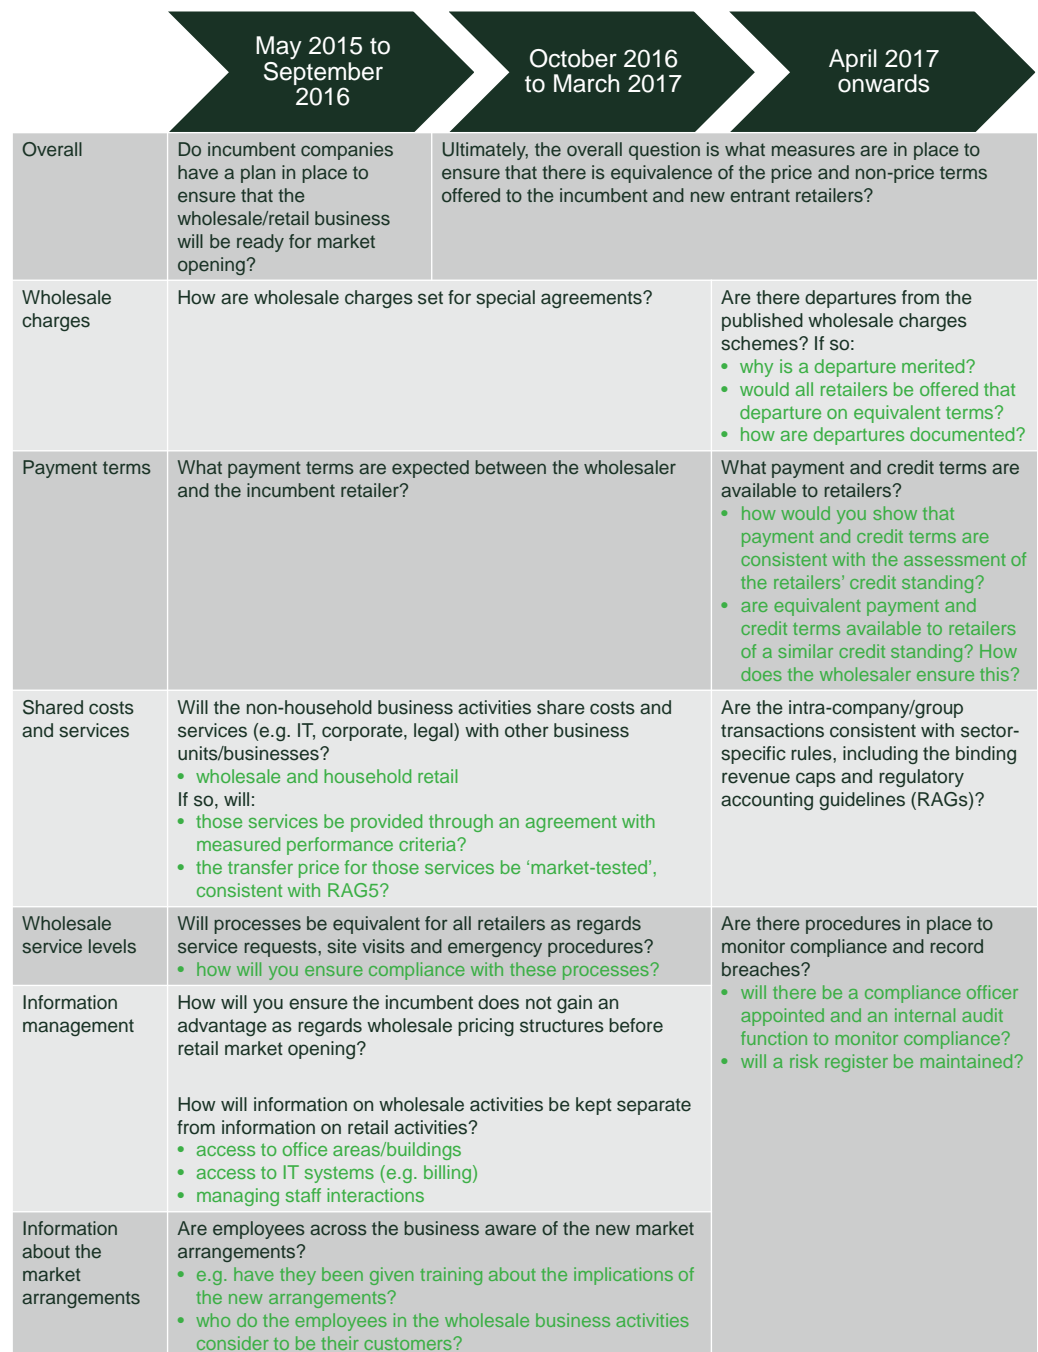 May 2015 to
September
2016
October 2016
to March 2017
April 2017
onwards
Overall
Do incumbent companies
have a plan in place to
ensure that the
wholesale/retail business
will be ready for market
opening?
Ultimately, the overall question is what measures are in place to
ensure that there is equivalence of the price and non-price terms
offered to the incumbent and new entrant retailers?
Wholesale
charges
How are wholesale charges set for special agreements?
Are there departures from the
published wholesale charges
schemes? If so:
• why is a departure merited?
• would all retailers be offered that
departure on equivalent terms?
• how are departures documented?
Payment terms
What payment terms are expected between the wholesaler
and the incumbent retailer?
What payment and credit terms are
available to retailers?
• how would you show that
payment and credit terms are
consistent with the assessment of
the retailers’ credit standing?
• are equivalent payment and
credit terms available to retailers
of a similar credit standing? How
does the wholesaler ensure this?
Shared costs
and services
Will the non-household business activities share costs and
services (e.g. IT, corporate, legal) with other business
units/businesses?
• wholesale and household retail
If so, will:
• those services be provided through an agreement with
measured performance criteria?
• the transfer price for those services be ‘market-tested’,
consistent with RAG5?
Are the intra-company/group
transactions consistent with sector-
specific rules, including the binding
revenue caps and regulatory
accounting guidelines (RAGs)?
Wholesale
service levels
Will processes be equivalent for all retailers as regards
service requests, site visits and emergency procedures?
• how will you ensure compliance with these processes?
Are there procedures in place to
monitor compliance and record
breaches?
• will there be a compliance officer
appointed and an internal audit
function to monitor compliance?
• will a risk register be maintained?
Information
management
How will you ensure the incumbent does not gain an
advantage as regards wholesale pricing structures before
retail market opening?
How will information on wholesale activities be kept separate
from information on retail activities?
• access to office areas/buildings
• access to IT systems (e.g. billing)
• managing staff interactions
Information
about the
market
arrangements
Are employees across the business aware of the new market
arrangements?
• e.g. have they been given training about the implications of
the new arrangements?
• who do the employees in the wholesale business activities
consider to be their customers?